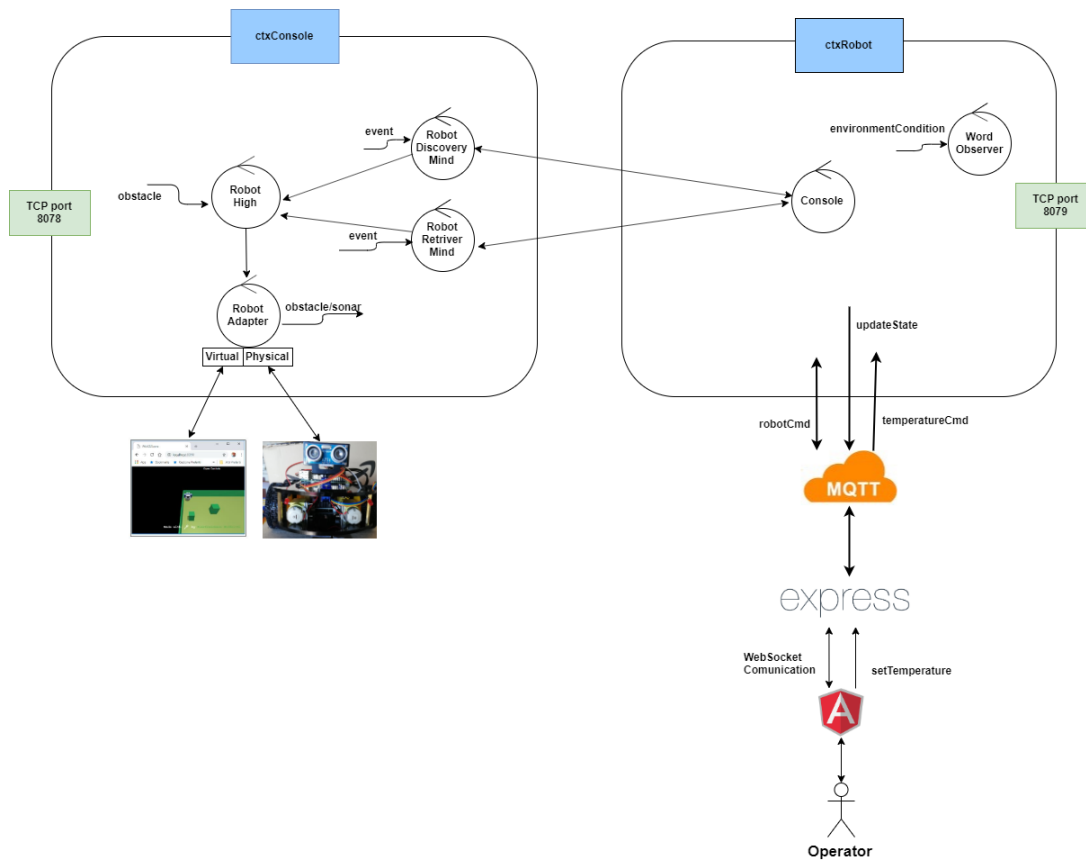 ctxConsole
ctxRobot
event
Robot
Discovery
Mind
environmentCondition
Word
Observer
obstacle
Robot
High
TCP port
8078
Console
TCP port
8079
event
Robot
Retriver
Mind
Robot
Adapter
obstacle/sonar
Virtual
Physical
updateState
robotCmd
temperatureCmd
MQTT
express
WebSocket
Comunication
setTemperature
A
Operator